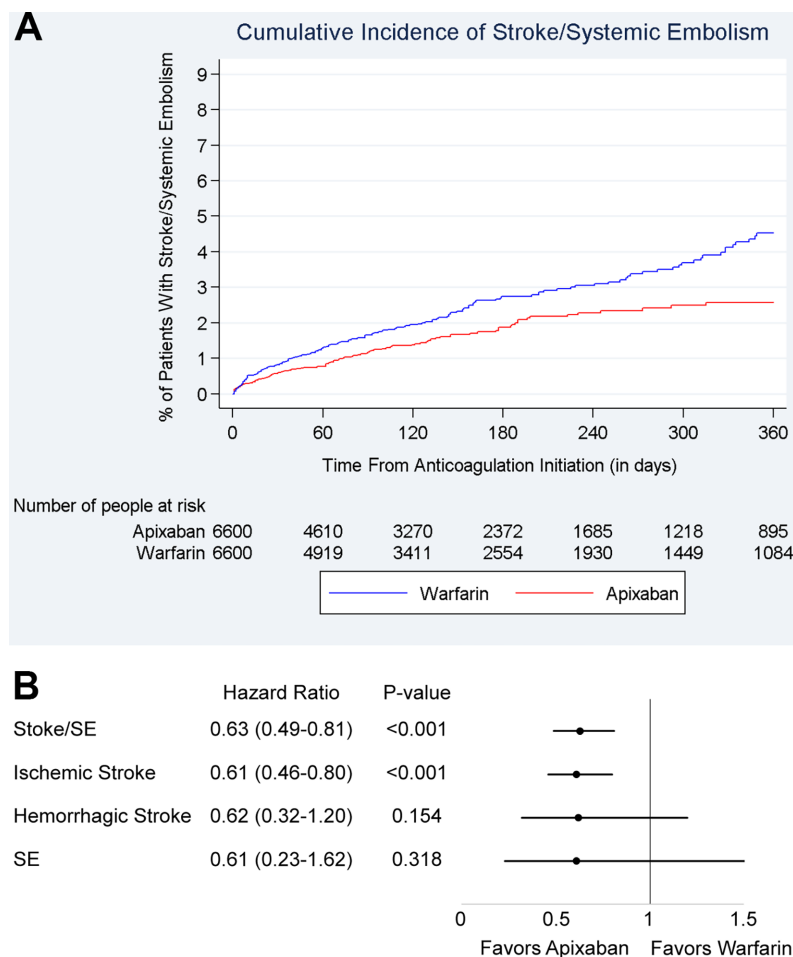 A
Cumulative Incidence of Stroke/Systemic Embolism
% of Patients With Stroke/Systemic Embolism
9
8
7
6
5
4
3
2
1
0
0 60 120 180 240 300 360
Time From Anticoagulation Initiation (in days)
Number of people at risk
Apixaban 6600 4610 3270 2372 1685 1218 895
Warfarin 6600 4919 3411 2554 1930 1449 1084
Warfarin Apixaban
B
Hazard Ratio P-value
Stoke/SE 0.63 (0.49-0.81) <0.001
Ischemic Stroke 0.61 (0.46-0.80) <0.001
Hemorrhagic Stroke 0.62 (0.32-1.20) 0.154
SE 0.61 (0.23-1.62) 0.318
0 0.5 1 1.5
Favors Apixaban Favors Warfarin